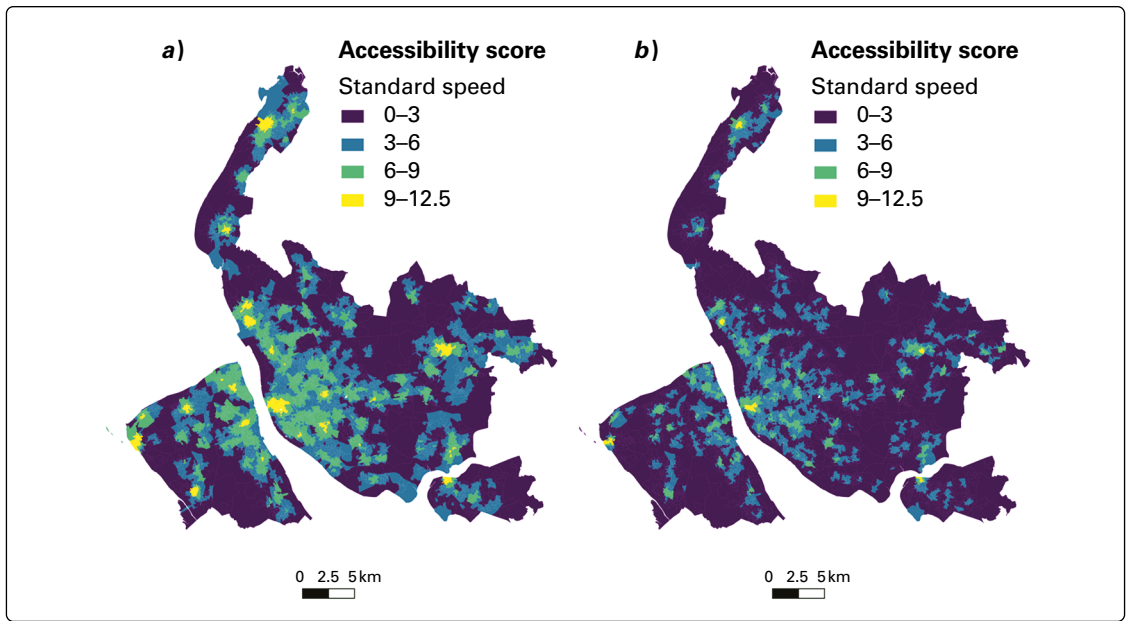 a)
Accessibility score
Standard speed
0–3
3–6
6–9
9–12.5
0 2.5 5 km
b)
Accessibility score
Standard speed
0–3
3–6
6–9
9–12.5
0 2.5 5 km